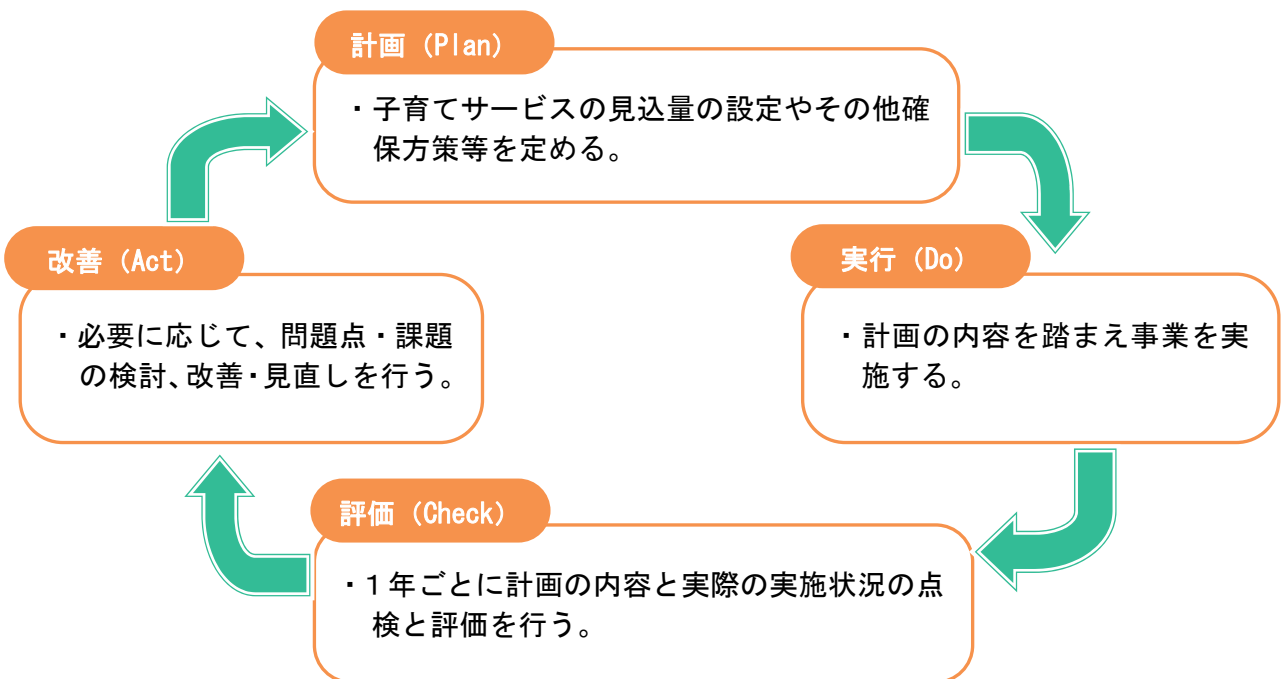 計画（Plan）
・子育てサービスの見込量の設定やその他確
保方策等を定める。
実行（Do）
・計画の内容を踏まえ事業を実
施する。
評価（Check）
・１年ごとに計画の内容と実際の実施状況の点
検と評価を行う。
改善（Act）
・必要に応じて、問題点・課題
の検討、改善・見直しを行う。